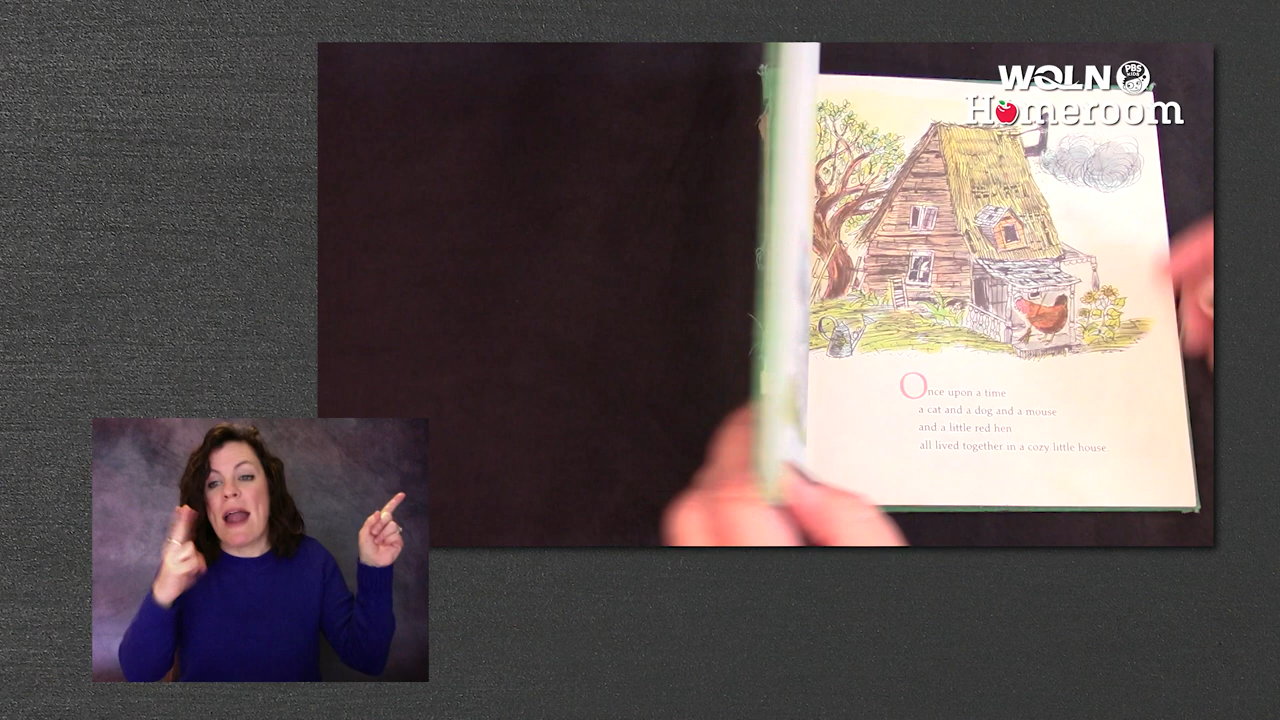 WQLN PBS KIDS
Homeroom
Once upon a time
a cat and a dog and a mouse
and a little red hen
all lived together in a cozy little house.